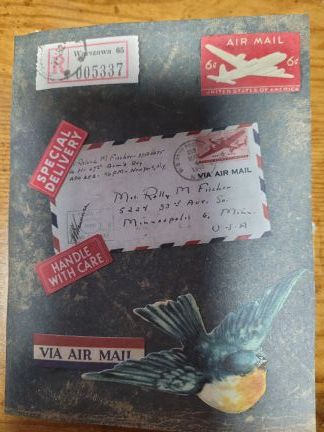 Warszawa 65
R
005337
AIR MAIL
6¢ 6¢
UNITED STATES OF AMERICA
SPECIAL
DELIVERY
M Fischer
VIA AIR MAIL
Mrs. Rolly M Fischer
5224 33rd Ave. So.
Minneapolis 6, Minn.
U.S.A
HANDLE
WITH CARE
VIA AIR MAIL